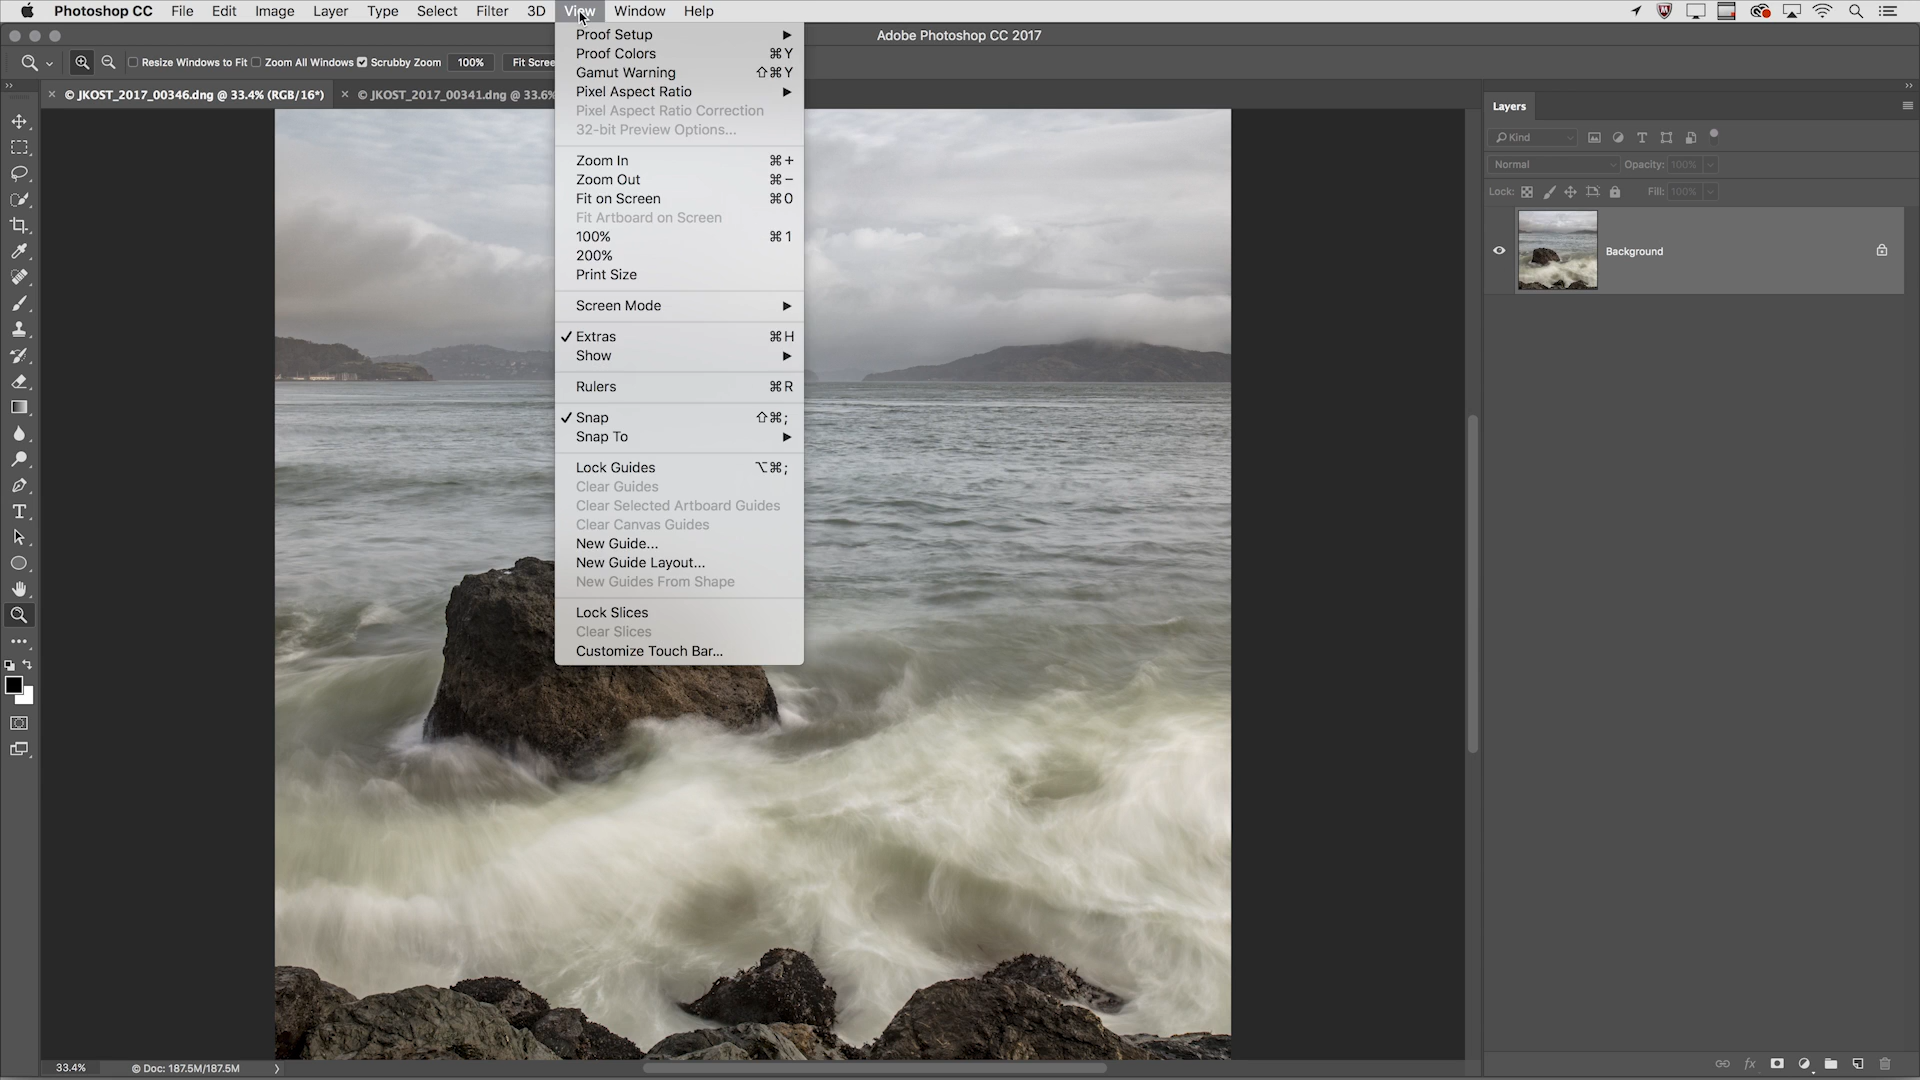 Photoshop CC File Edit Image Layer Type Select Filter 3D View Window Help
Adobe Photoshop CC 2017
Resize Windows to Fit Zoom All Windows Scrubby Zoom 100% Fit Scree
× © JKOST_2017_00346.dng @ 33.4% (RGB/16*) × © JKOST_2017_00341.dng @ 33.6%
Proof Setup
Proof Colors ⌘Y
Gamut Warning ⇧⌘Y
Pixel Aspect Ratio
Pixel Aspect Ratio Correction
32-bit Preview Options...
Zoom In ⌘+
Zoom Out ⌘−
Fit on Screen ⌘0
Fit Artboard on Screen
100% ⌘1
200%
Print Size
Screen Mode
✓ Extras ⌘H
Show
Rulers ⌘R
✓ Snap ⇧⌘;
Snap To
Lock Guides ⌥⌘;
Clear Guides
Clear Selected Artboard Guides
Clear Canvas Guides
New Guide...
New Guide Layout...
New Guides From Shape
Lock Slices
Clear Slices
Customize Touch Bar...
Layers
Kind
Normal Opacity: 100%
Lock: Fill: 100%
Background
fx
33.4% © Doc: 187.5M/187.5M